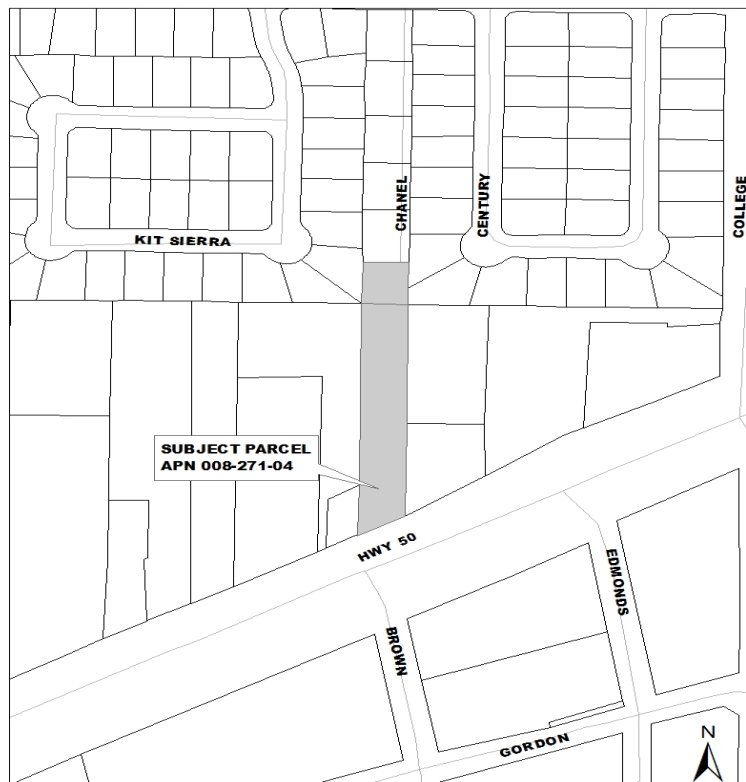 CHANEL
CENTURY
COLLEGE
KIT SIERRA
SUBJECT PARCEL
APN 008-271-04
HWY 50
EDMONDS
BROWN
GORDON
N